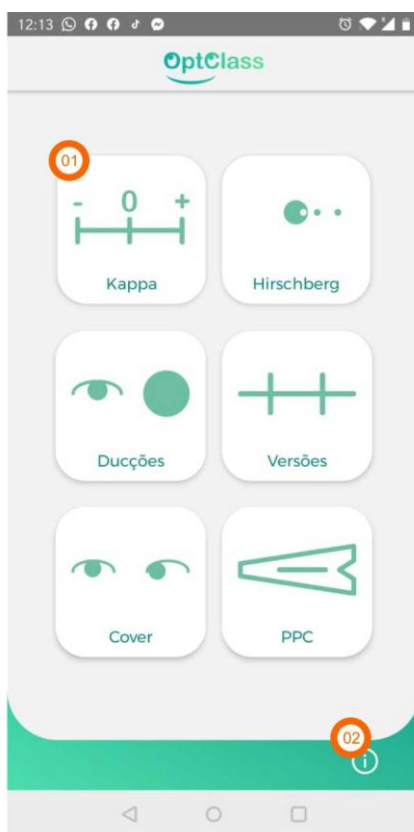 12:13
OptClass
01
- 0 +
Kappa
Hirschberg
Ducções
Versões
Cover
PPC
02
i